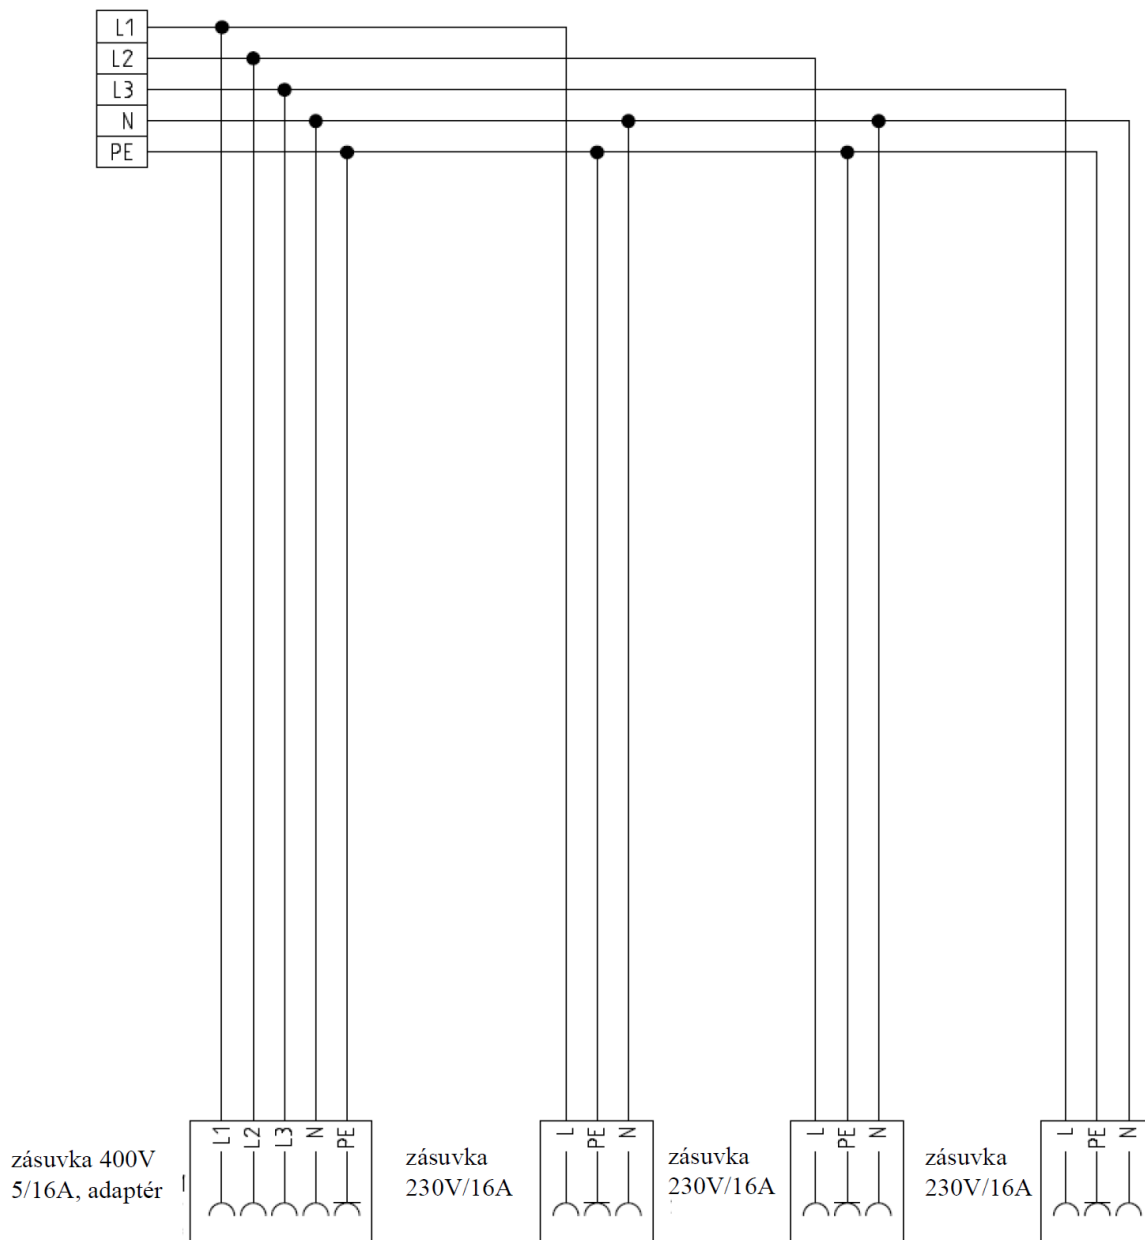 L1
L2
L3
N
PE
L1
L2
L3
N
PE
L
PE
N
L
PE
N
L
PE
N
zásuvka 400V
5/16A, adaptér
zásuvka
230V/16A
zásuvka
230V/16A
zásuvka
230V/16A